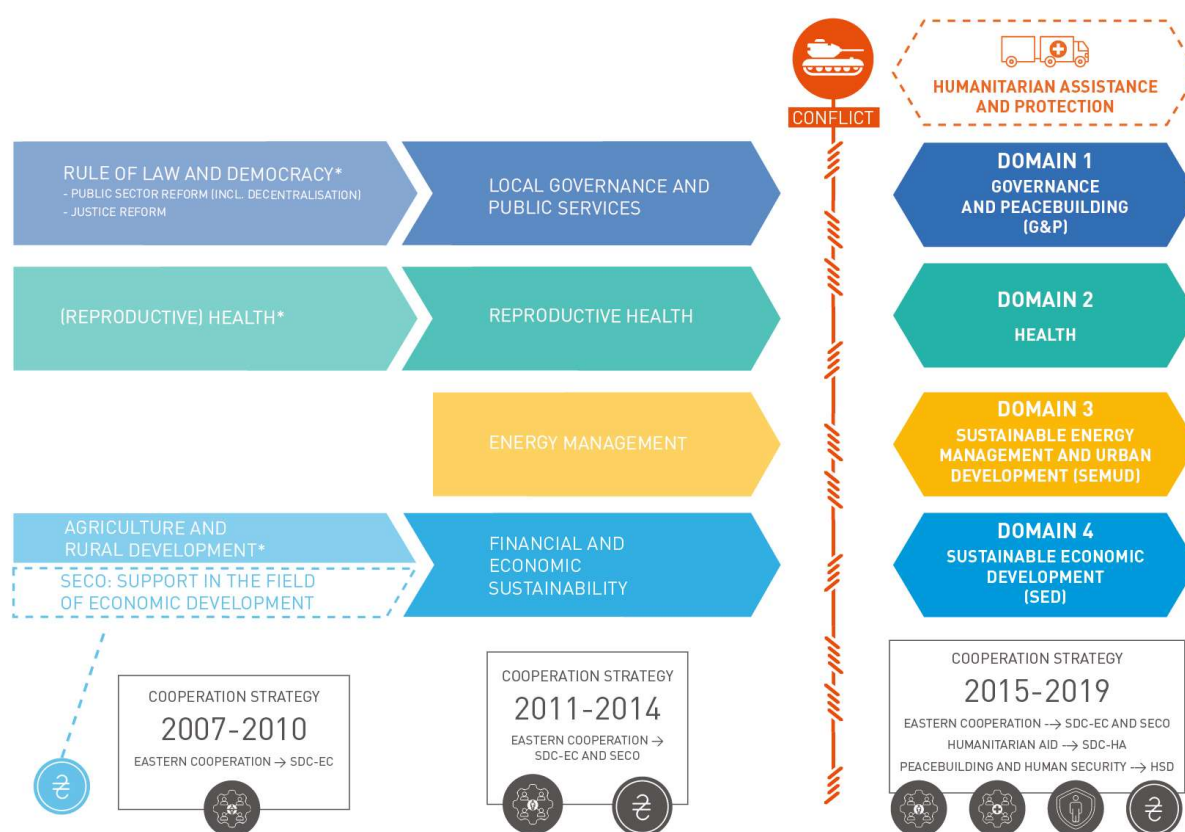 HUMANITARIAN ASSISTANCE
AND PROTECTION
CONFLICT
RULE OF LAW AND DEMOCRACY*
- PUBLIC SECTOR REFORM (INCL. DECENTRALISATION)
- JUSTICE REFORM
LOCAL GOVERNANCE AND
PUBLIC SERVICES
DOMAIN 1
GOVERNANCE
AND PEACEBUILDING
(G&P)
(REPRODUCTIVE) HEALTH*
REPRODUCTIVE HEALTH
DOMAIN 2
HEALTH
ENERGY MANAGEMENT
DOMAIN 3
SUSTAINABLE ENERGY
MANAGEMENT AND URBAN
DEVELOPMENT (SEMUD)
AGRICULTURE AND
RURAL DEVELOPMENT*
SECO: SUPPORT IN THE FIELD
OF ECONOMIC DEVELOPMENT
FINANCIAL AND
ECONOMIC
SUSTAINABILITY
DOMAIN 4
SUSTAINABLE ECONOMIC
DEVELOPMENT
(SED)
COOPERATION STRATEGY
2007-2010
EASTERN COOPERATION → SDC-EC
₴
COOPERATION STRATEGY
2011-2014
EASTERN COOPERATION →
SDC-EC AND SECO
₴
COOPERATION STRATEGY
2015-2019
EASTERN COOPERATION --→ SDC-EC AND SECO
HUMANITARIAN AID --→ SDC-HA
PEACEBUILDING AND HUMAN SECURITY --→ HSD
₴